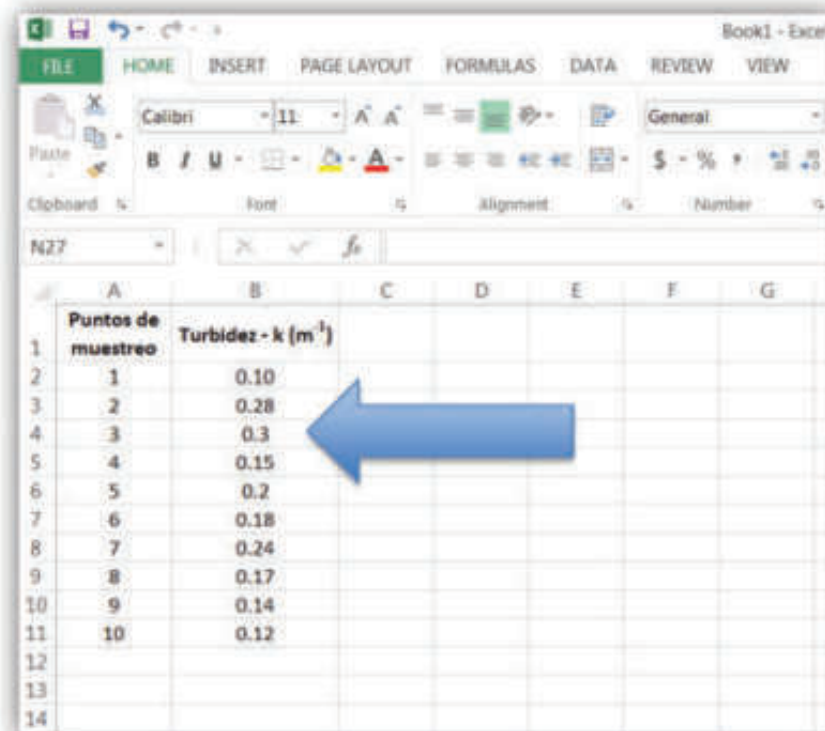 Book1 - Excel
FILE HOME INSERT PAGE LAYOUT FORMULAS DATA REVIEW VIEW
Calibri 11 A A General
Paste B I U A $ % ,
Clipboard Font Alignment Number
N27 fx
A B C D E F G
1 Puntos de muestreo Turbidez - k (m⁻¹)
2 1 0.10
3 2 0.28
4 3 0.3
5 4 0.15
6 5 0.2
7 6 0.18
8 7 0.24
9 8 0.17
10 9 0.14
11 10 0.12
12
13
14